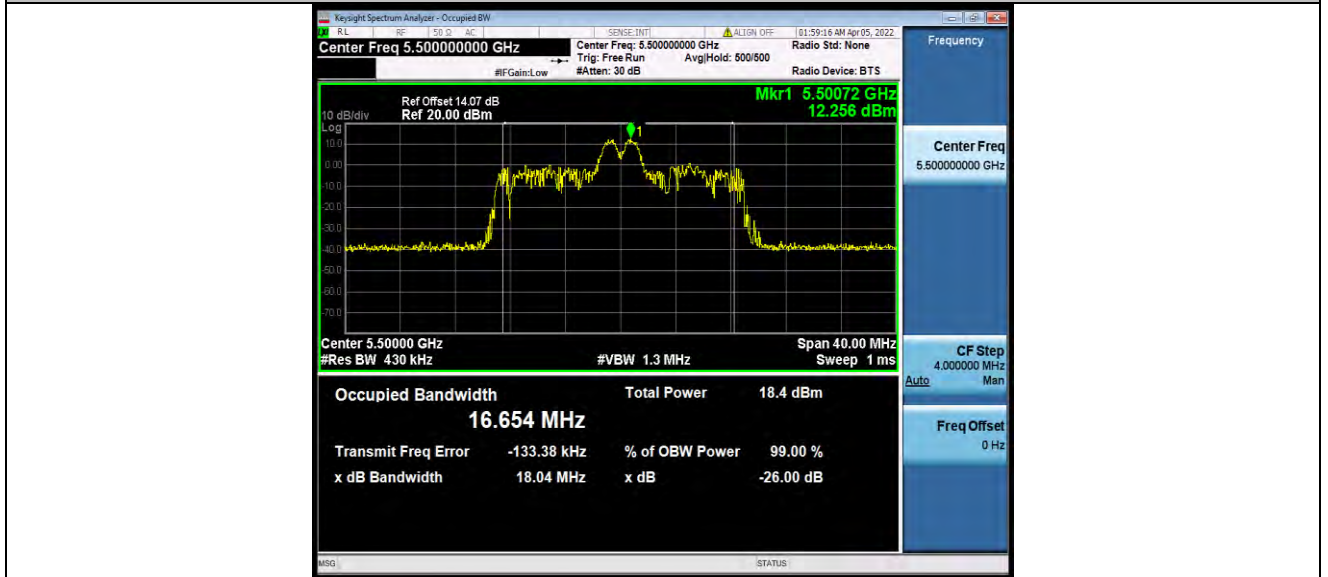 Keysight Spectrum Analyzer - Occupied BW
RL RF 50 Ω AC SENSE:INT ALIGN OFF 01:59:16 AM Apr 05, 2022
Center Freq 5.500000000 GHz
Center Freq: 5.500000000 GHz
Radio Std: None
Trig: Free Run Avg|Hold: 500/500
#IFGain:Low
#Atten: 30 dB
Radio Device: BTS
Frequency
Mkr1 5.50072 GHz
12.256 dBm
Ref Offset 14.07 dB
10 dB/div Ref 20.00 dBm
Log
10.0
0.00
-10.0
-20.0
-30.0
-40.0
-50.0
-60.0
-70.0
1
Center 5.50000 GHz
Span 40.00 MHz
#Res BW 430 kHz
#VBW 1.3 MHz
Sweep 1 ms
Center Freq
5.500000000 GHz
CF Step
4.000000 MHz
Auto Man
Freq Offset
0 Hz
Occupied Bandwidth
16.654 MHz
Total Power 18.4 dBm
Transmit Freq Error -133.38 kHz
% of OBW Power 99.00 %
x dB Bandwidth 18.04 MHz
x dB -26.00 dB
MSG
STATUS